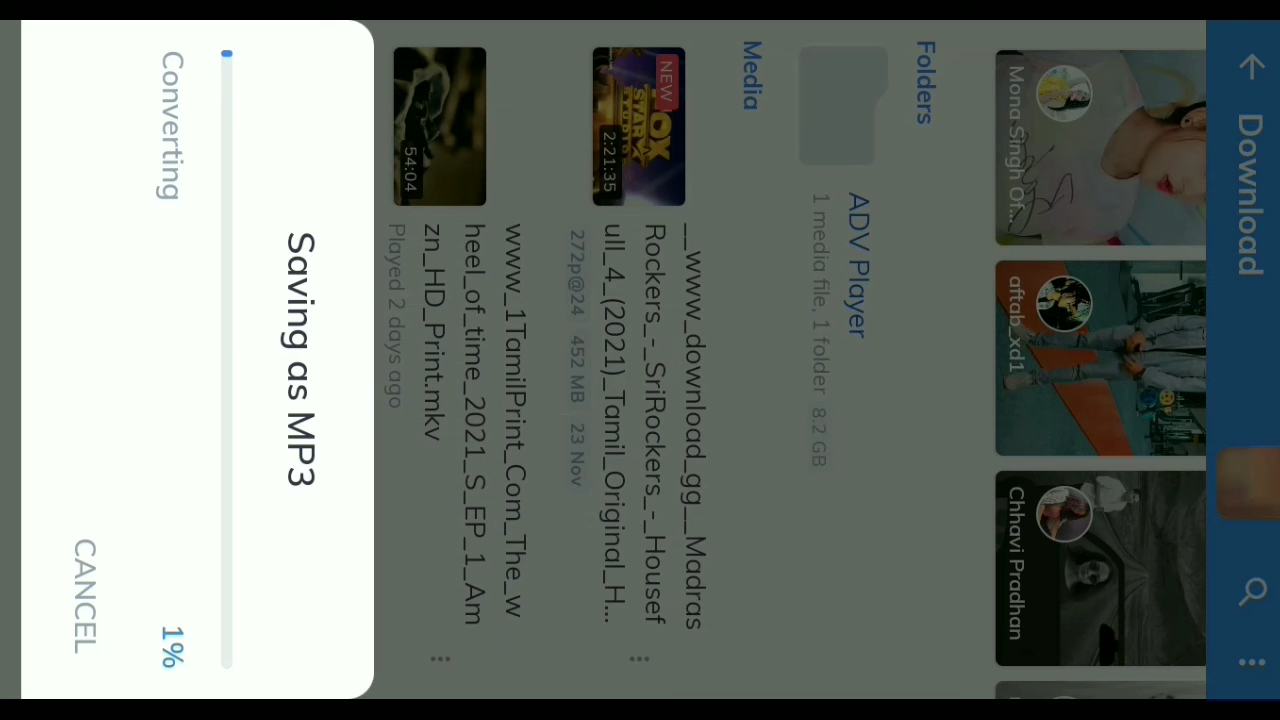 Download
Mona Singh Of...
aftab_xd1
Chhavi Pradhan
Folders
ADV Player
1 media file, 1 folder 8.2 GB
Media
NEW
2:21:35
__www_download_gg__Madras
Rockers_-_SriRockers_-_Housef
ull_4_(2021)_Tamil_Original_H...
272p@24 452 MB 23 Nov
54:04
www_1TamilPrint_Com_The_w
heel_of_time_2021_S_EP_1_Am
zn_HD_Print.mkv
Played 2 days ago
Saving as MP3
Converting 1%
CANCEL